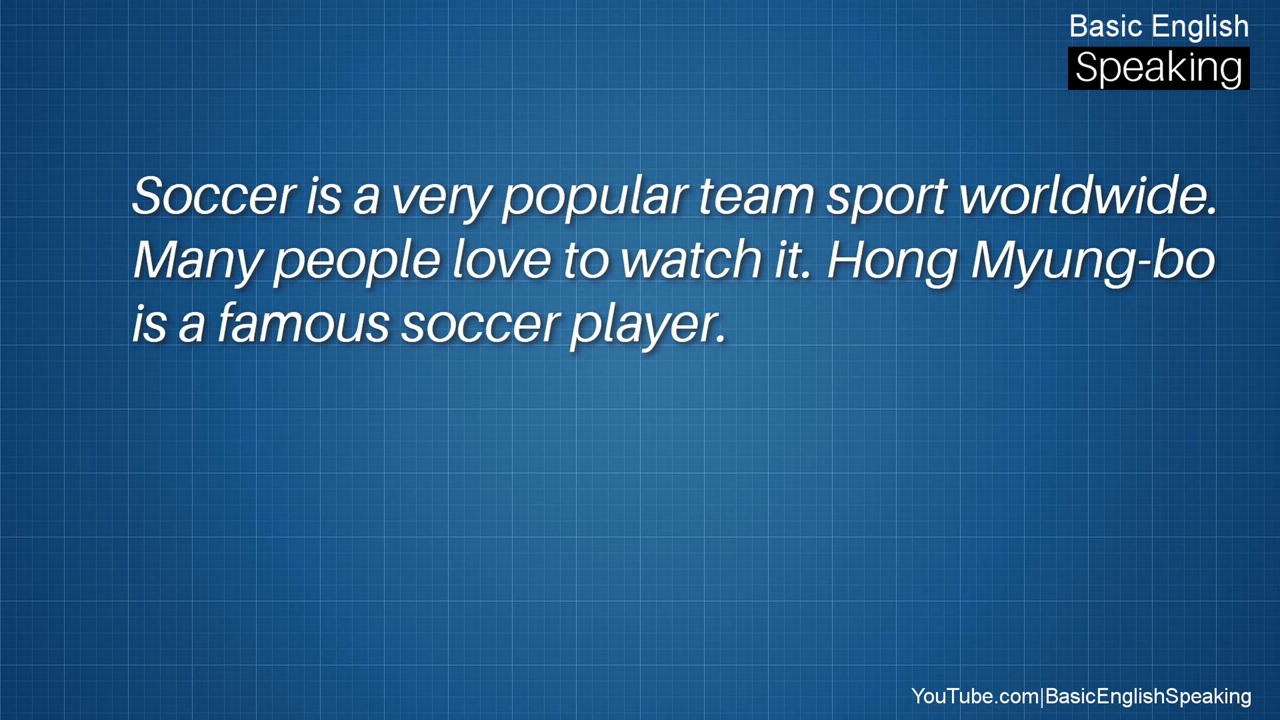 Basic English
Speaking
Soccer is a very popular team sport worldwide.
Many people love to watch it. Hong Myung-bo
is a famous soccer player.
YouTube.com|BasicEnglishSpeaking